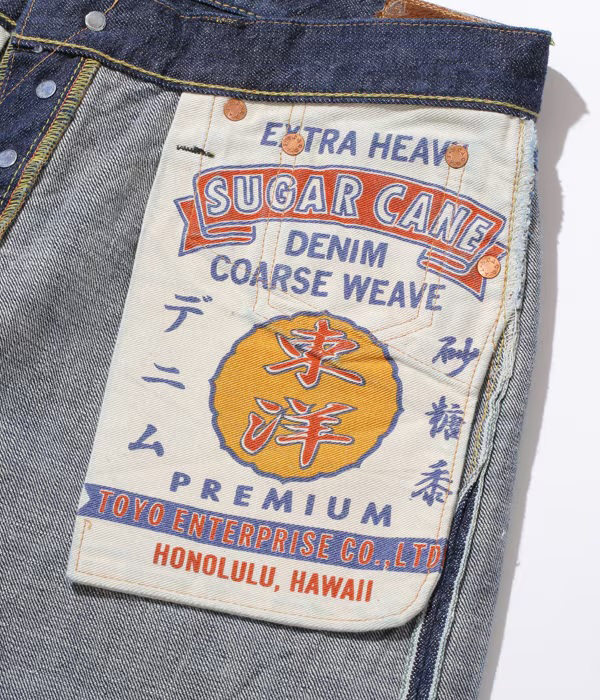 EXTRA HEAVY
SUGAR CANE
DENIM
COARSE WEAVE
デニム
東洋
砂糖黍
PREMIUM
TOYO ENTERPRISE CO.,LTD
HONOLULU, HAWAII